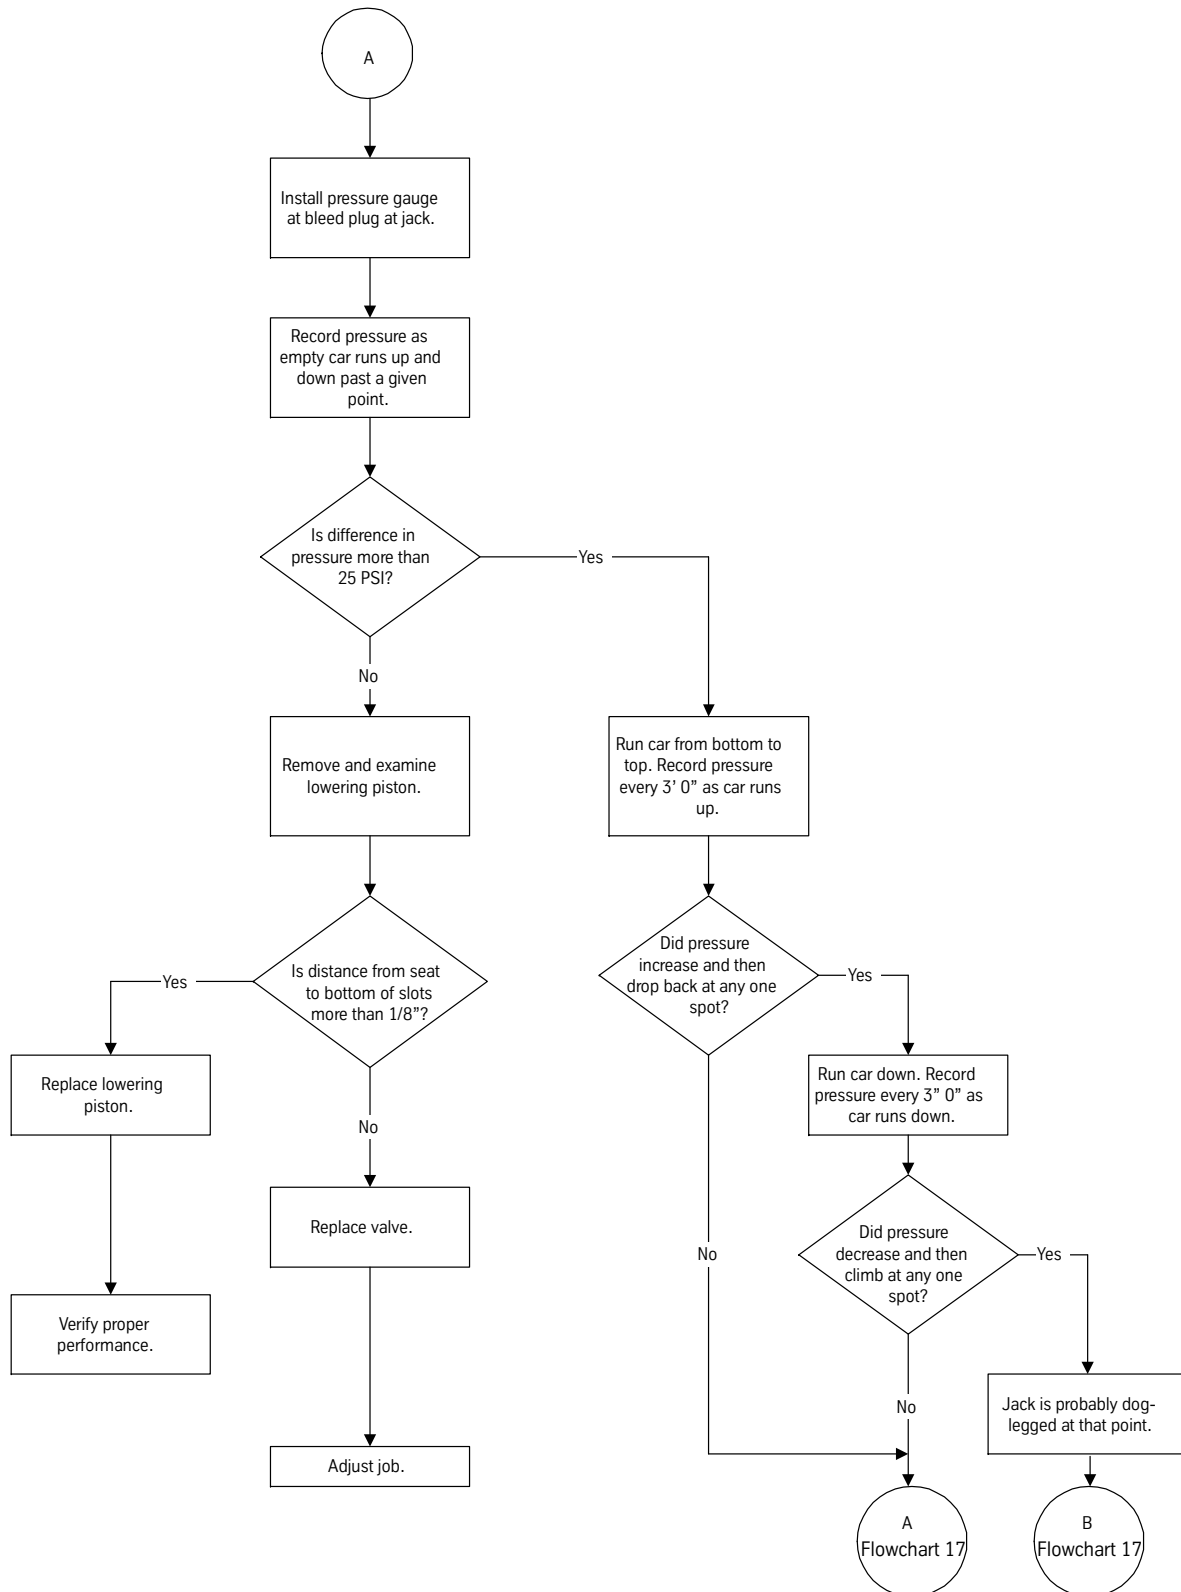 A
Install pressure gauge
at bleed plug at jack.
Record pressure as
empty car runs up and
down past a given
point.
Is difference in
pressure more than
25 PSI?
Yes
No
Remove and examine
lowering piston.
Run car from bottom to
top. Record pressure
every 3' 0” as car runs
up.
Is distance from seat
to bottom of slots
more than 1/8”?
Yes
Replace lowering
piston.
Verify proper
performance.
No
Replace valve.
Adjust job.
Did pressure
increase and then
drop back at any one
spot?
Yes
No
Run car down. Record
pressure every 3” 0” as
car runs down.
Did pressure
decrease and then
climb at any one
spot?
Yes
No
Jack is probably dog-
legged at that point.
A
Flowchart 17
B
Flowchart 17